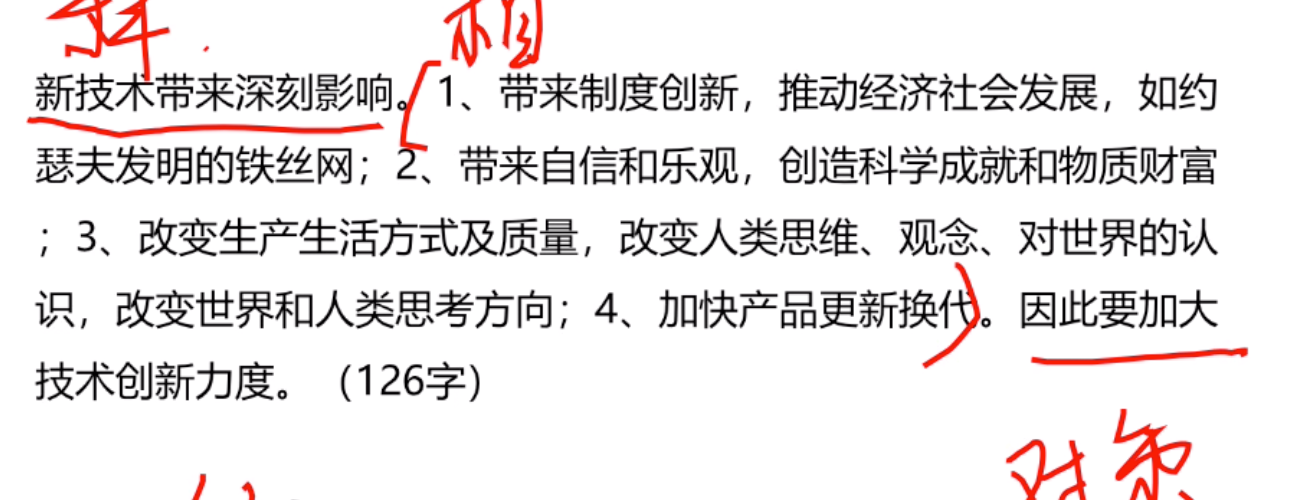 相
新技术带来深刻影响。1、带来制度创新，推动经济社会发展，如约
瑟夫发明的铁丝网；2、带来自信和乐观，创造科学成就和物质财富
；3、改变生产生活方式及质量，改变人类思维、观念、对世界的认
识，改变世界和人类思考方向；4、加快产品更新换代。因此要加大
技术创新力度。（126字）
对策